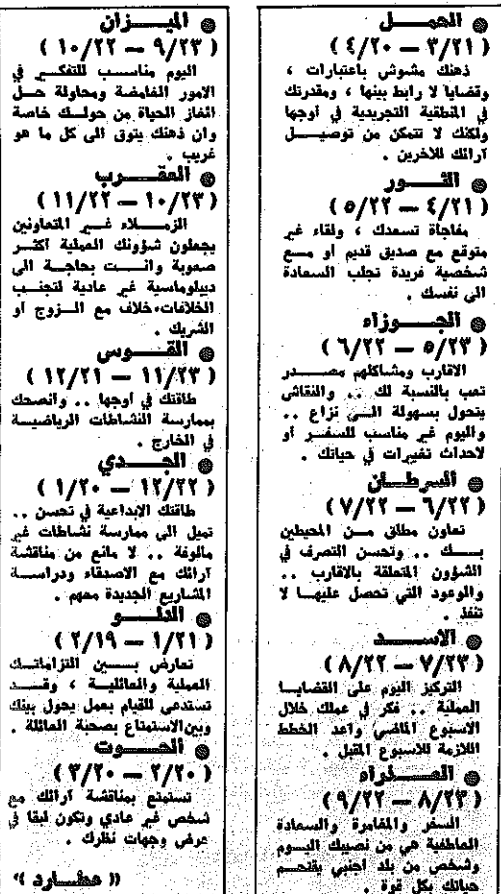 الحمل
( ٣/٢١ — ٤/٢٠ )
ذهنك مشوش باعتبارات ،
وقضايا لا رابط بينها ، ومقدرتك
في المنطقية التجريدية في أوجها
ولكنك لا تتمكن من توصيل
آرائك للاخرين .
الثور
( ٤/٢١ — ٥/٢٢ )
مفاجأة تسعدك ، ولقاء غير
متوقع مع صديق قديم أو مع
شخصية فريدة تجلب السعادة
الى نفسك .
الجوزاء
( ٥/٢٣ — ٦/٢٢ )
الاقارب ومشاكلهم مصدر
تعب بالنسبة لك .. والنقاش
يتحول بسهولة الى نزاع ..
واليوم غير مناسب للسفر أو
لاحداث تغيرات في حياتك .
السرطان
( ٦/٢٢ — ٧/٢٢ )
تعاون مطلق من المحيطين
بك .. وتحسن التصرف في
الشؤون المتعلقة بالاقارب ..
والوعود التي تحصل عليها لا
تنفذ .
الاسد
( ٧/٢٣ — ٨/٢٢ )
التركيز اليوم على القضايا
العملية .. فكر في عملك خلال
الاسبوع الماضي واعد الخطط
اللازمة للاسبوع المقبل .
العذراء
( ٨/٢٣ — ٩/٢٢ )
السفر والمغامرة والسعادة
العاطفية هي من نصيبك اليوم
وشخص من بلد اجنبي يقتحم
حياتك بكل قوة .
الميزان
( ٩/٢٣ — ١٠/٢٢ )
اليوم مناسب للتفكير في
الامور الغامضة ومحاولة حل
الغاز الحياة من حولك خاصة
وان ذهنك يتوق الى كل ما هو
غريب .
العقرب
( ١٠/٢٣ — ١١/٢٢ )
الزملاء غير المتعاونين
يجعلون شؤونك العملية اكثر
صعوبة وانت بحاجة الى
ديبلوماسية غير عادية لتجنب
الخلافات،خلاف مع الزوج أو
الشريك .
القوس
( ١١/٢٣ — ١٢/٢١ )
طاقتك في أوجها .. وانصحك
بممارسة النشاطات الرياضية
في الخارج .
الجدي
( ١٢/٢٢ — ١/٢٠ )
طاقتك الإبداعية في تحسن ..
تميل الى ممارسة نشاطات غير
مالوفة .. لا مانع من مناقشة
آرائك مع الاصدقاء ودراسة
المشاريع الجديدة معهم .
الدلو
( ١/٢١ — ٢/١٩ )
تعارض بين التزاماتك
العملية والعائلية ، وقد
تستدعى للقيام بعمل يحول بينك
وبين الاستمتاع بصحبة العائلة .
الحوت
( ٢/٢٠ — ٣/٢٠ )
تستمتع بمناقشة آرائك مع
شخص غير عادي وتكون لبقا في
عرض وجهات نظرك .
« عطارد »